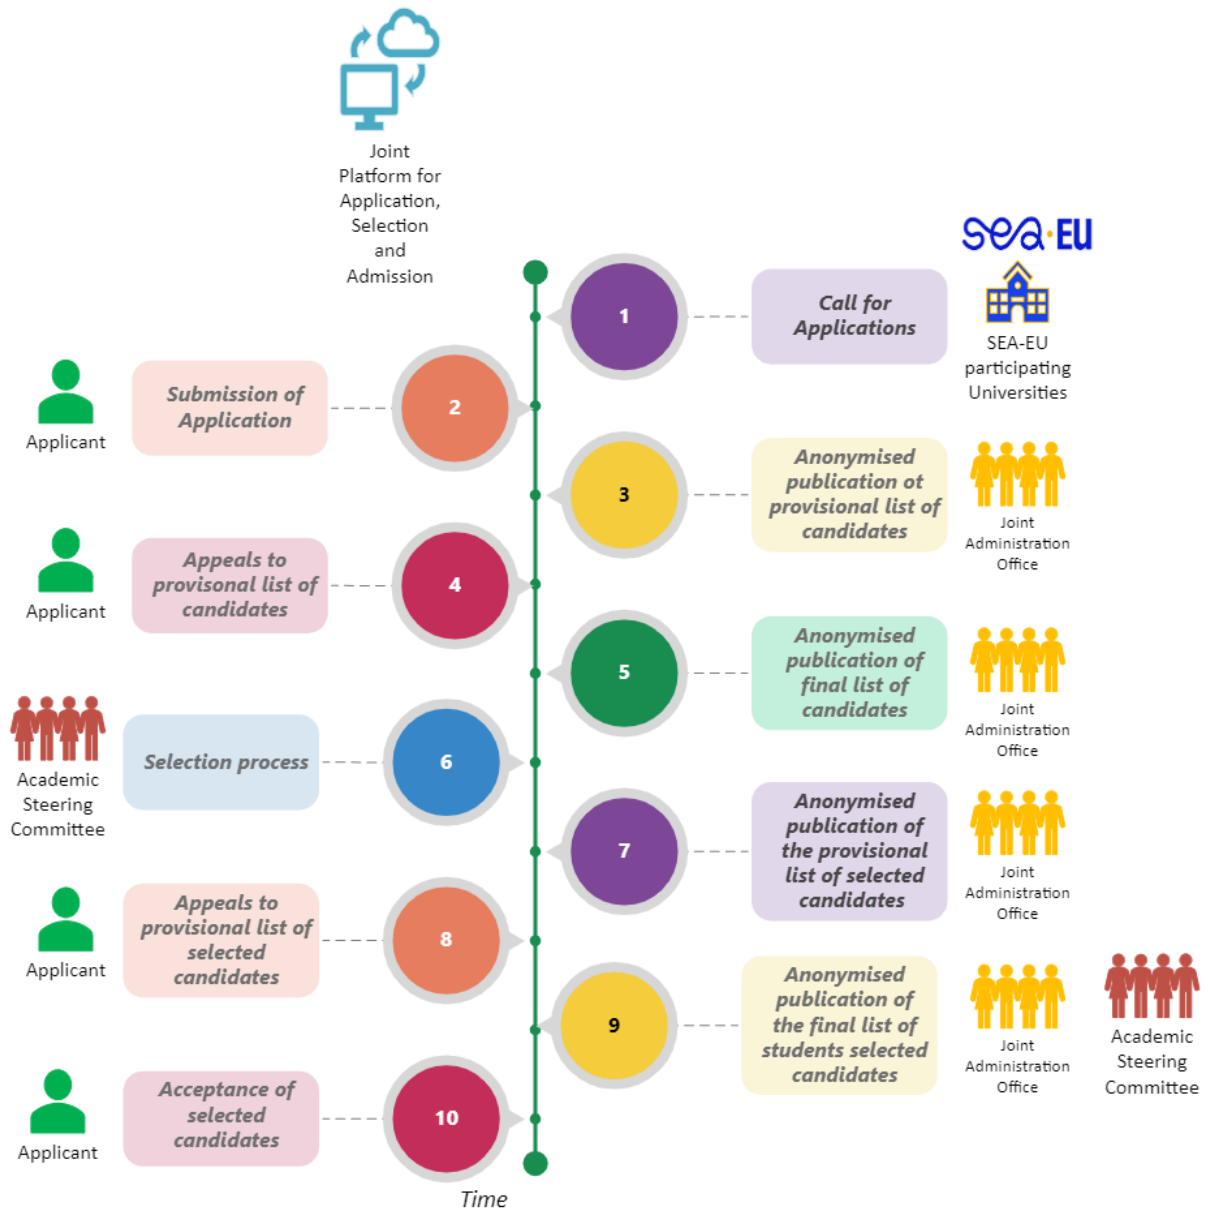 Joint
Platform for
Application,
Selection
and
Admission
sea·EU
1
Call for
Applications
SEA-EU
participating
Universities
Applicant
Submission of
Application
2
3
Anonymised
publication ot
provisional list of
candidates
Joint
Administration
Office
Applicant
Appeals to
provisonal list of
candidates
4
5
Anonymised
publication of
final list of
candidates
Joint
Administration
Office
Academic
Steering
Committee
Selection process
6
7
Anonymised
publication of
the provisional
list of selected
candidates
Joint
Administration
Office
Applicant
Appeals to
provisional list of
selected
candidates
8
9
Anonymised
publication of
the final list of
students selected
candidates
Joint
Administration
Office
Academic
Steering
Committee
Applicant
Acceptance of
selected
candidates
10
Time